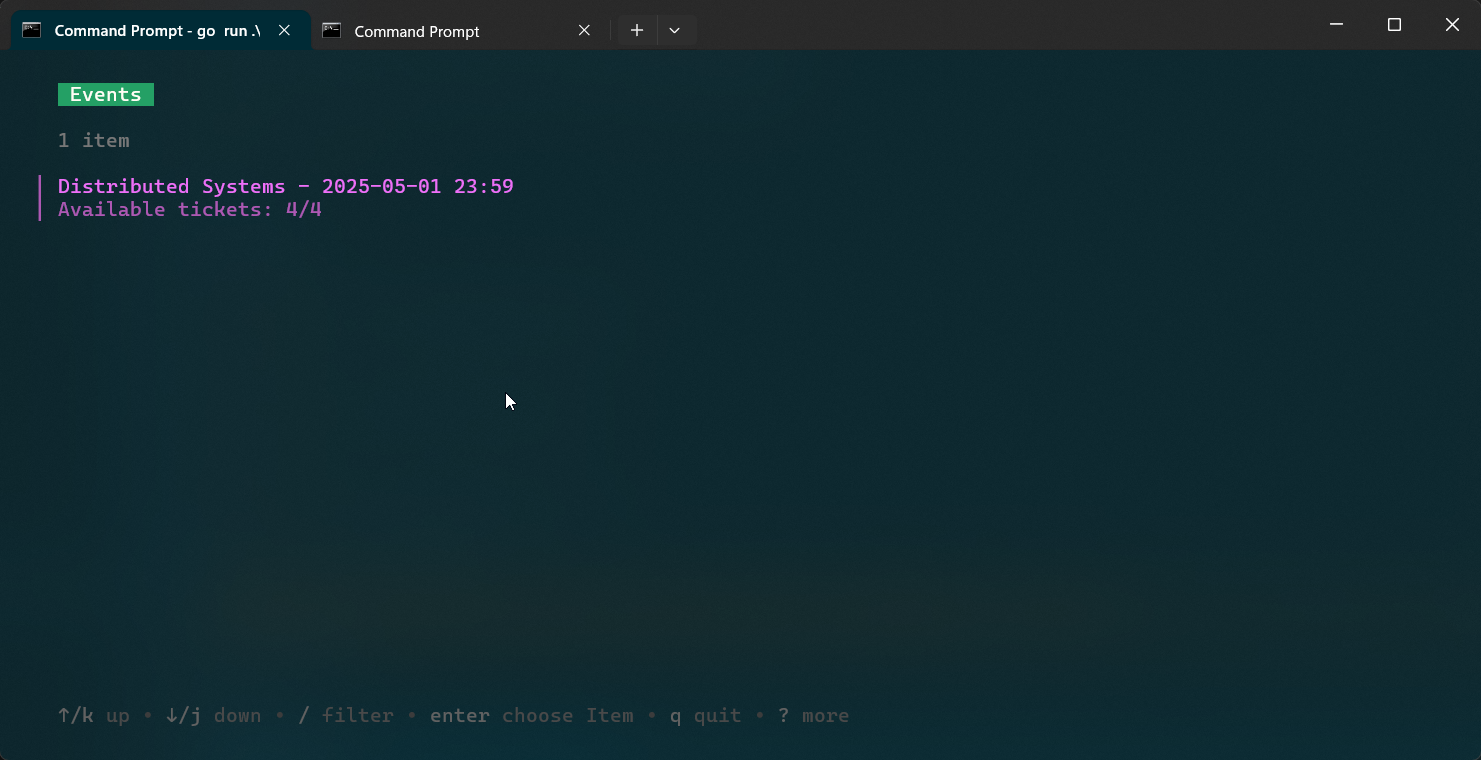 Command Prompt - go  run .\
Command Prompt
Events
1 item
Distributed Systems - 2025-05-01 23:59
Available tickets: 4/4
↑/k up • ↓/j down • / filter • enter choose Item • q quit • ? more